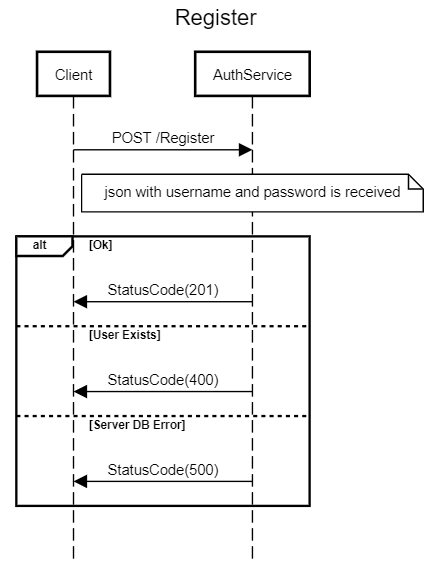 Register
Client
AuthService
POST /Register
json with username and password is received
alt
[Ok]
StatusCode(201)
[User Exists]
StatusCode(400)
[Server DB Error]
StatusCode(500)